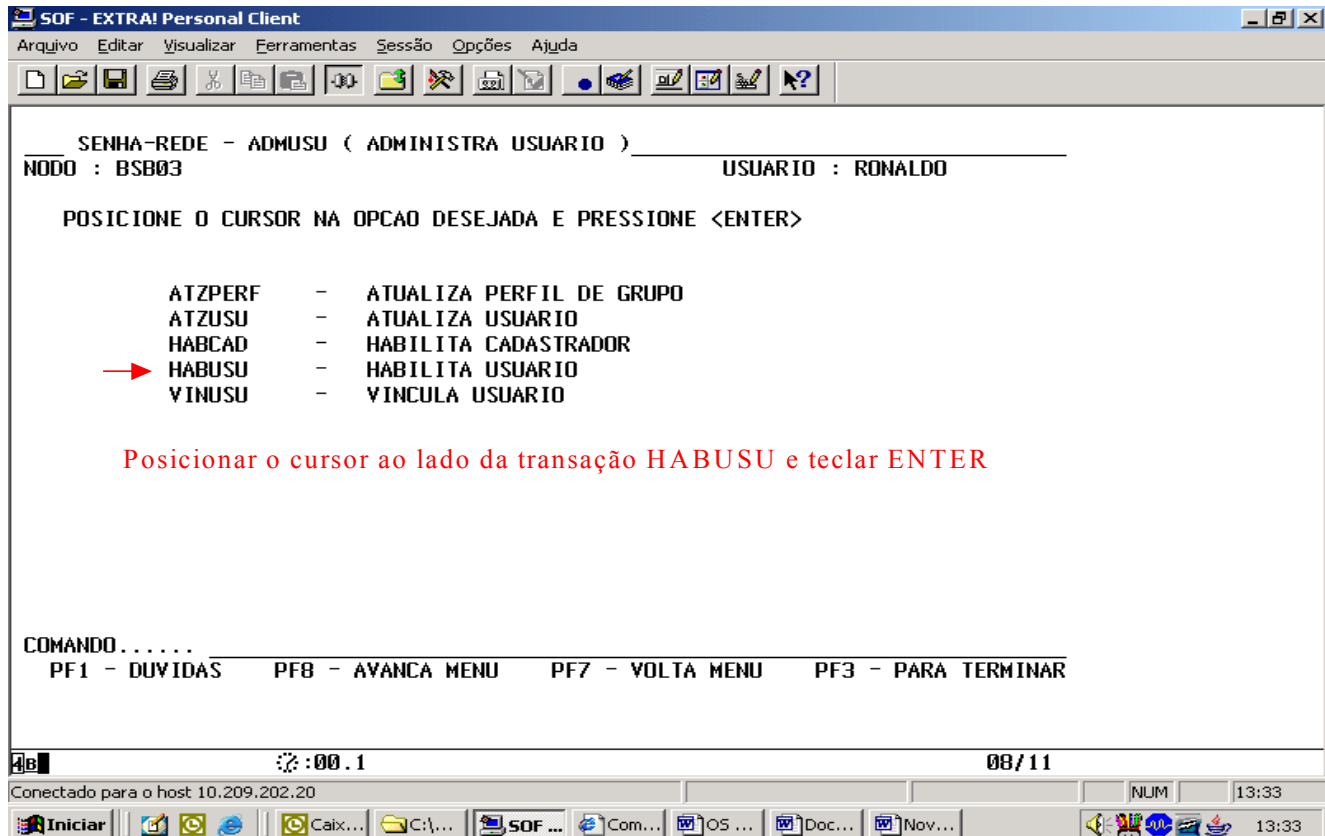 SOF - EXTRA! Personal Client
Arquivo Editar Visualizar Ferramentas Sessão Opções Ajuda
SENHA-REDE - ADMUSU ( ADMINISTRA USUARIO )
NODO : BSB03 USUARIO : RONALDO
POSICIONE O CURSOR NA OPCAO DESEJADA E PRESSIONE <ENTER>
ATZPERF - ATUALIZA PERFIL DE GRUPO
ATZUSU - ATUALIZA USUARIO
HABCAD - HABILITA CADASTRADOR
HABUSU - HABILITA USUARIO
VINUSU - VINCULA USUARIO
Posicionar o cursor ao lado da transação HABUSU e teclar ENTER
COMANDO......
PF1 - DUVIDAS PF8 - AVANCA MENU PF7 - VOLTA MENU PF3 - PARA TERMINAR
4B :00.1 08/11
Conectado para o host 10.209.202.20 NUM 13:33
Iniciar Caix... C:\... SOF ... Com... OS ... Doc... Nov... 13:33